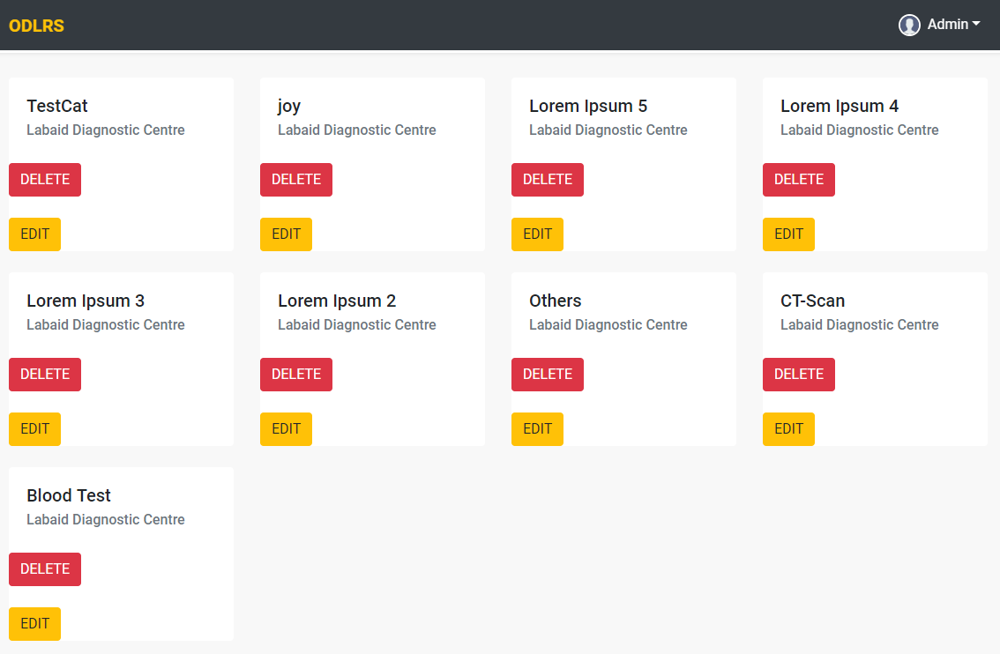 ODLRS
Admin
TestCat
Labaid Diagnostic Centre
DELETE
EDIT
joy
Labaid Diagnostic Centre
DELETE
EDIT
Lorem Ipsum 5
Labaid Diagnostic Centre
DELETE
EDIT
Lorem Ipsum 4
Labaid Diagnostic Centre
DELETE
EDIT
Lorem Ipsum 3
Labaid Diagnostic Centre
DELETE
EDIT
Lorem Ipsum 2
Labaid Diagnostic Centre
DELETE
EDIT
Others
Labaid Diagnostic Centre
DELETE
EDIT
CT-Scan
Labaid Diagnostic Centre
DELETE
EDIT
Blood Test
Labaid Diagnostic Centre
DELETE
EDIT